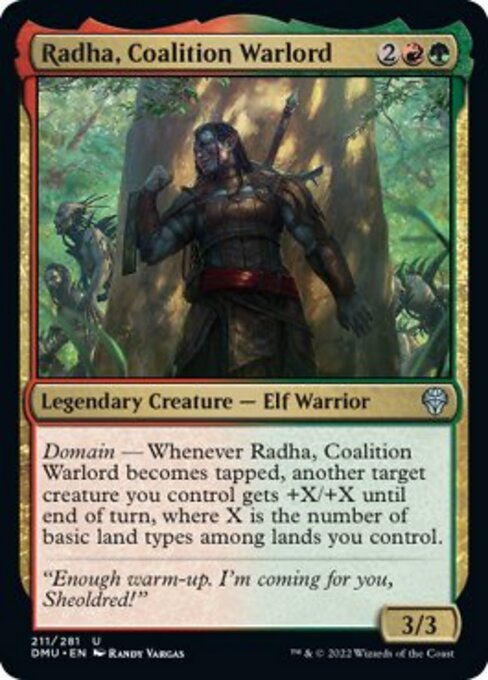 Radha, Coalition Warlord 2
Legendary Creature — Elf Warrior
Domain — Whenever Radha, Coalition
Warlord becomes tapped, another target
creature you control gets +X/+X until
end of turn, where X is the number of
basic land types among lands you control.
“Enough warm-up. I’m coming for you,
Sheoldred!”
3/3
211/281 U
DMU • EN Randy Vargas
™ & © 2022 Wizards of the Coast